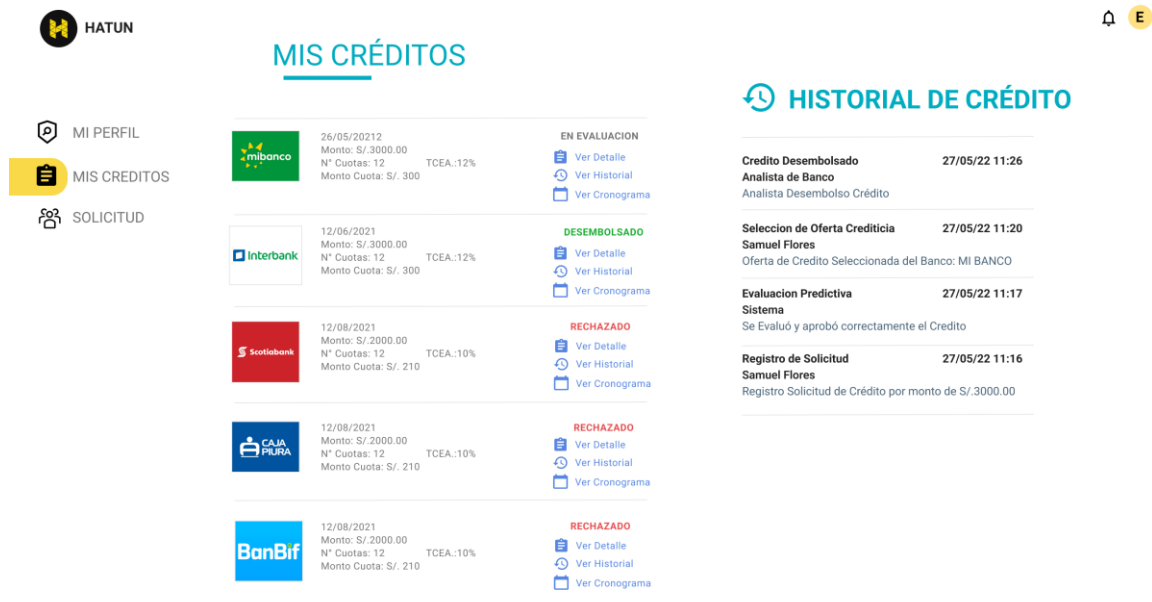 HATUN
E
MIS CRÉDITOS
MI PERFIL
MIS CREDITOS
SOLICITUD
mibanco
26/05/20212
Monto: S/.3000.00
N° Cuotas: 12 TCEA.:12%
Monto Cuota: S/. 300
EN EVALUACION
Ver Detalle
Ver Historial
Ver Cronograma
Interbank
12/06/2021
Monto: S/.3000.00
N° Cuotas: 12 TCEA.:12%
Monto Cuota: S/. 300
DESEMBOLSADO
Ver Detalle
Ver Historial
Ver Cronograma
Scotiabank
12/08/2021
Monto: S/.2000.00
N° Cuotas: 12 TCEA.:10%
Monto Cuota: S/. 210
RECHAZADO
Ver Detalle
Ver Historial
Ver Cronograma
CAJA
PIURA
12/08/2021
Monto: S/.2000.00
N° Cuotas: 12 TCEA.:10%
Monto Cuota: S/. 210
RECHAZADO
Ver Detalle
Ver Historial
Ver Cronograma
BanBif
12/08/2021
Monto: S/.2000.00
N° Cuotas: 12 TCEA.:10%
Monto Cuota: S/. 210
RECHAZADO
Ver Detalle
Ver Historial
Ver Cronograma
HISTORIAL DE CRÉDITO
Credito Desembolsado 27/05/22 11:26
Analista de Banco
Analista Desembolso Crédito
Seleccion de Oferta Crediticia 27/05/22 11:20
Samuel Flores
Oferta de Credito Seleccionada del Banco: MI BANCO
Evaluacion Predictiva 27/05/22 11:17
Sistema
Se Evaluó y aprobó correctamente el Credito
Registro de Solicitud 27/05/22 11:16
Samuel Flores
Registro Solicitud de Crédito por monto de S/.3000.00